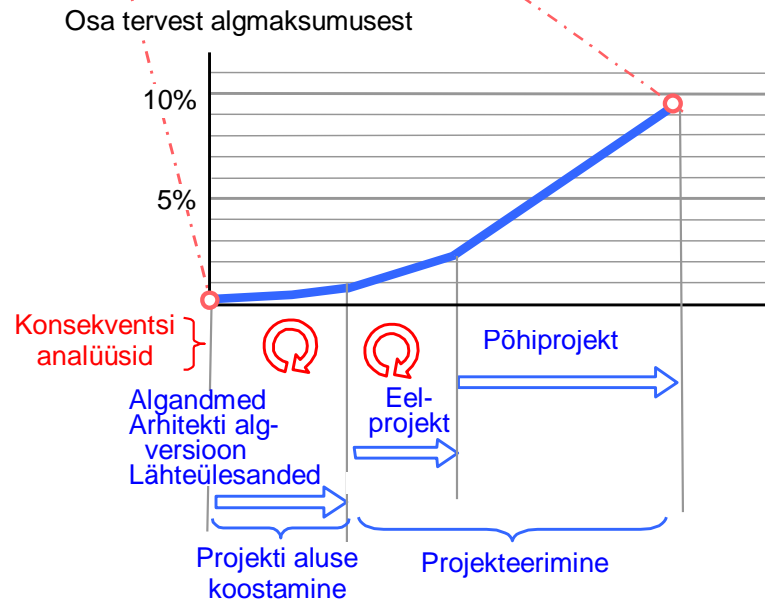 Osa tervest algmaksumusest
10%
5%
Konsekventsi
analüüsid
Põhiprojekt
Algandmed
Arhitekti alg-
versioon
Lähteülesanded
Eel-
projekt
Projekti aluse
koostamine
Projekteerimine